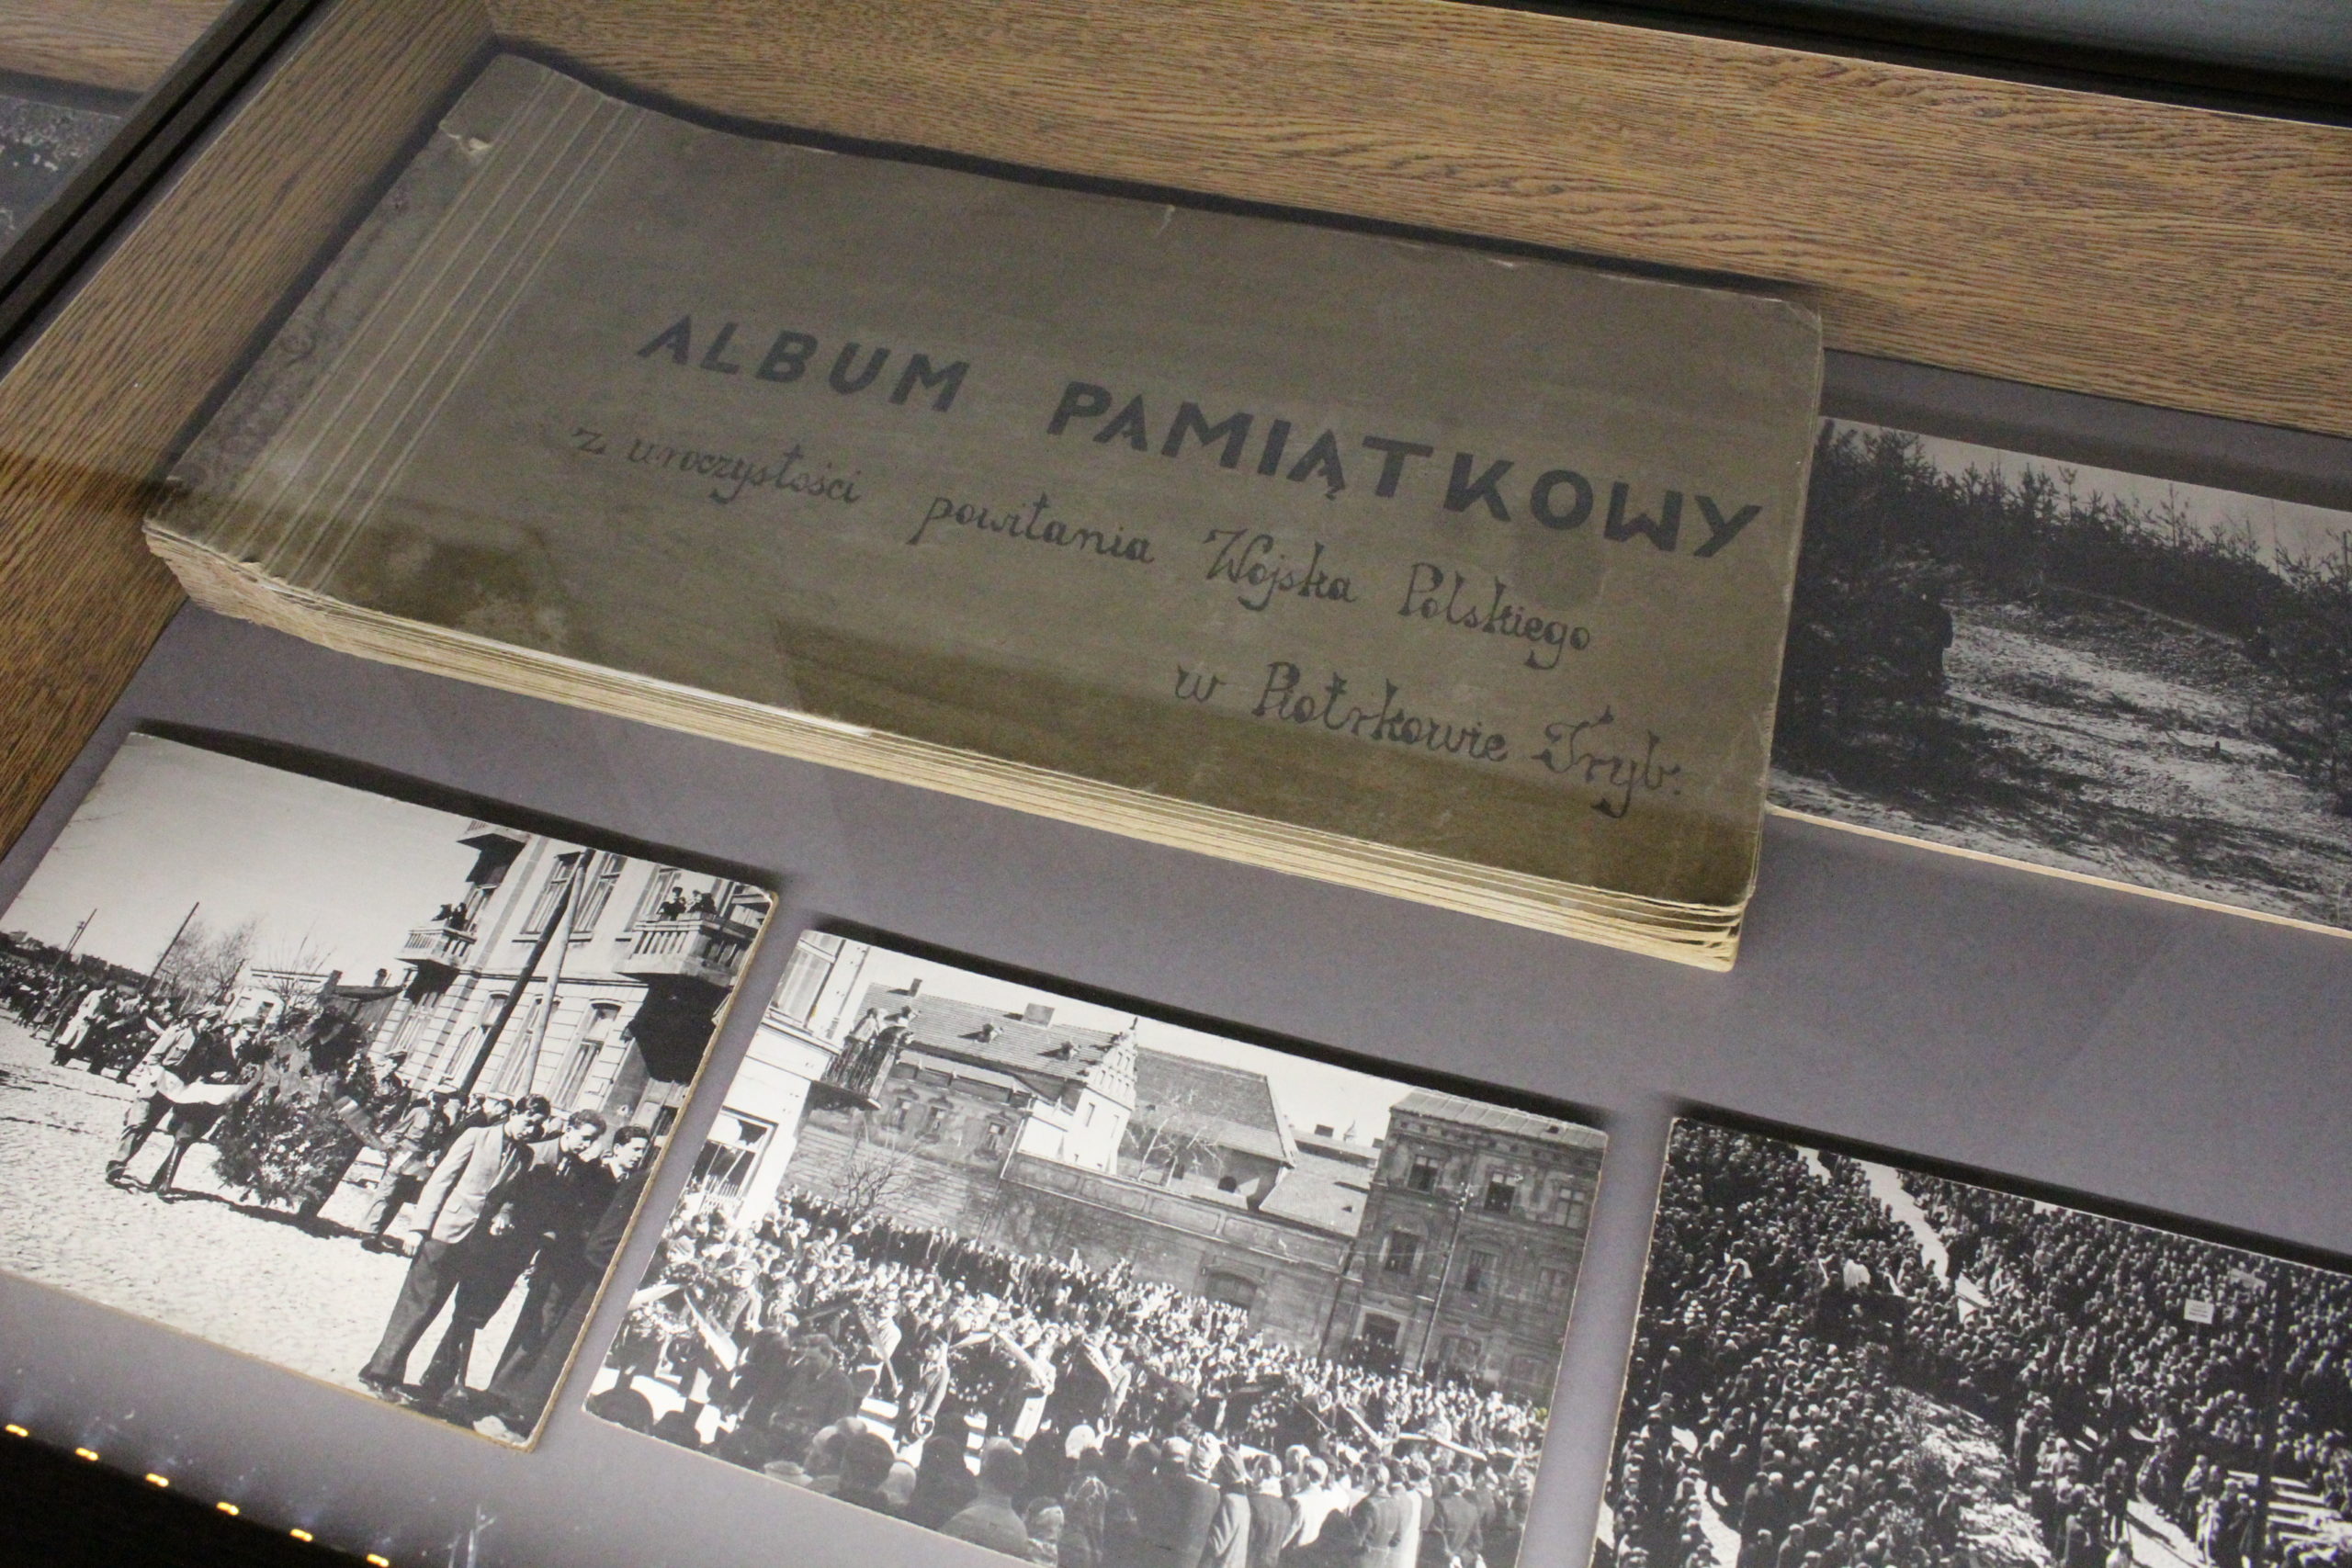 ALBUM PAMIĄTKOWY
z uroczystości powitania Wojska Polskiego
w Piotrkowie Tryb.